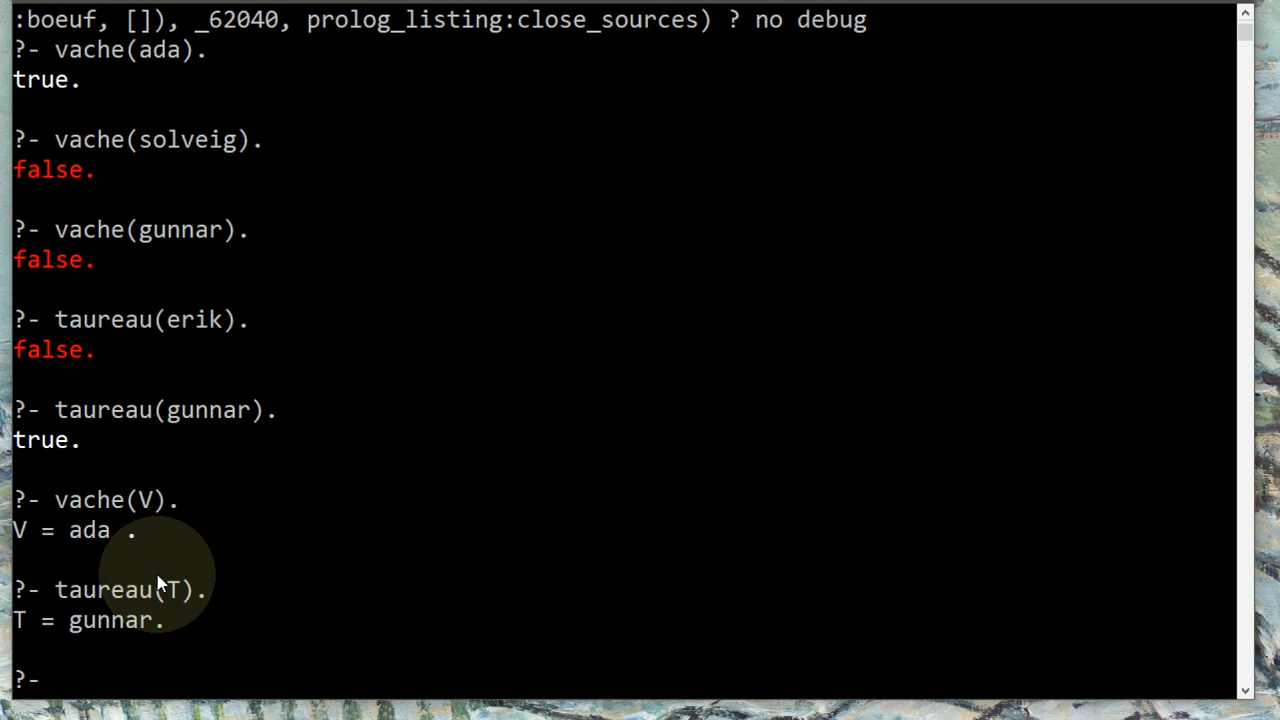 :boeuf, []), _62040, prolog_listing:close_sources) ? no debug
?- vache(ada).
true.
?- vache(solveig).
false.
?- vache(gunnar).
false.
?- taureau(erik).
false.
?- taureau(gunnar).
true.
?- vache(V).
V = ada .
?- taureau(T).
T = gunnar.
?-